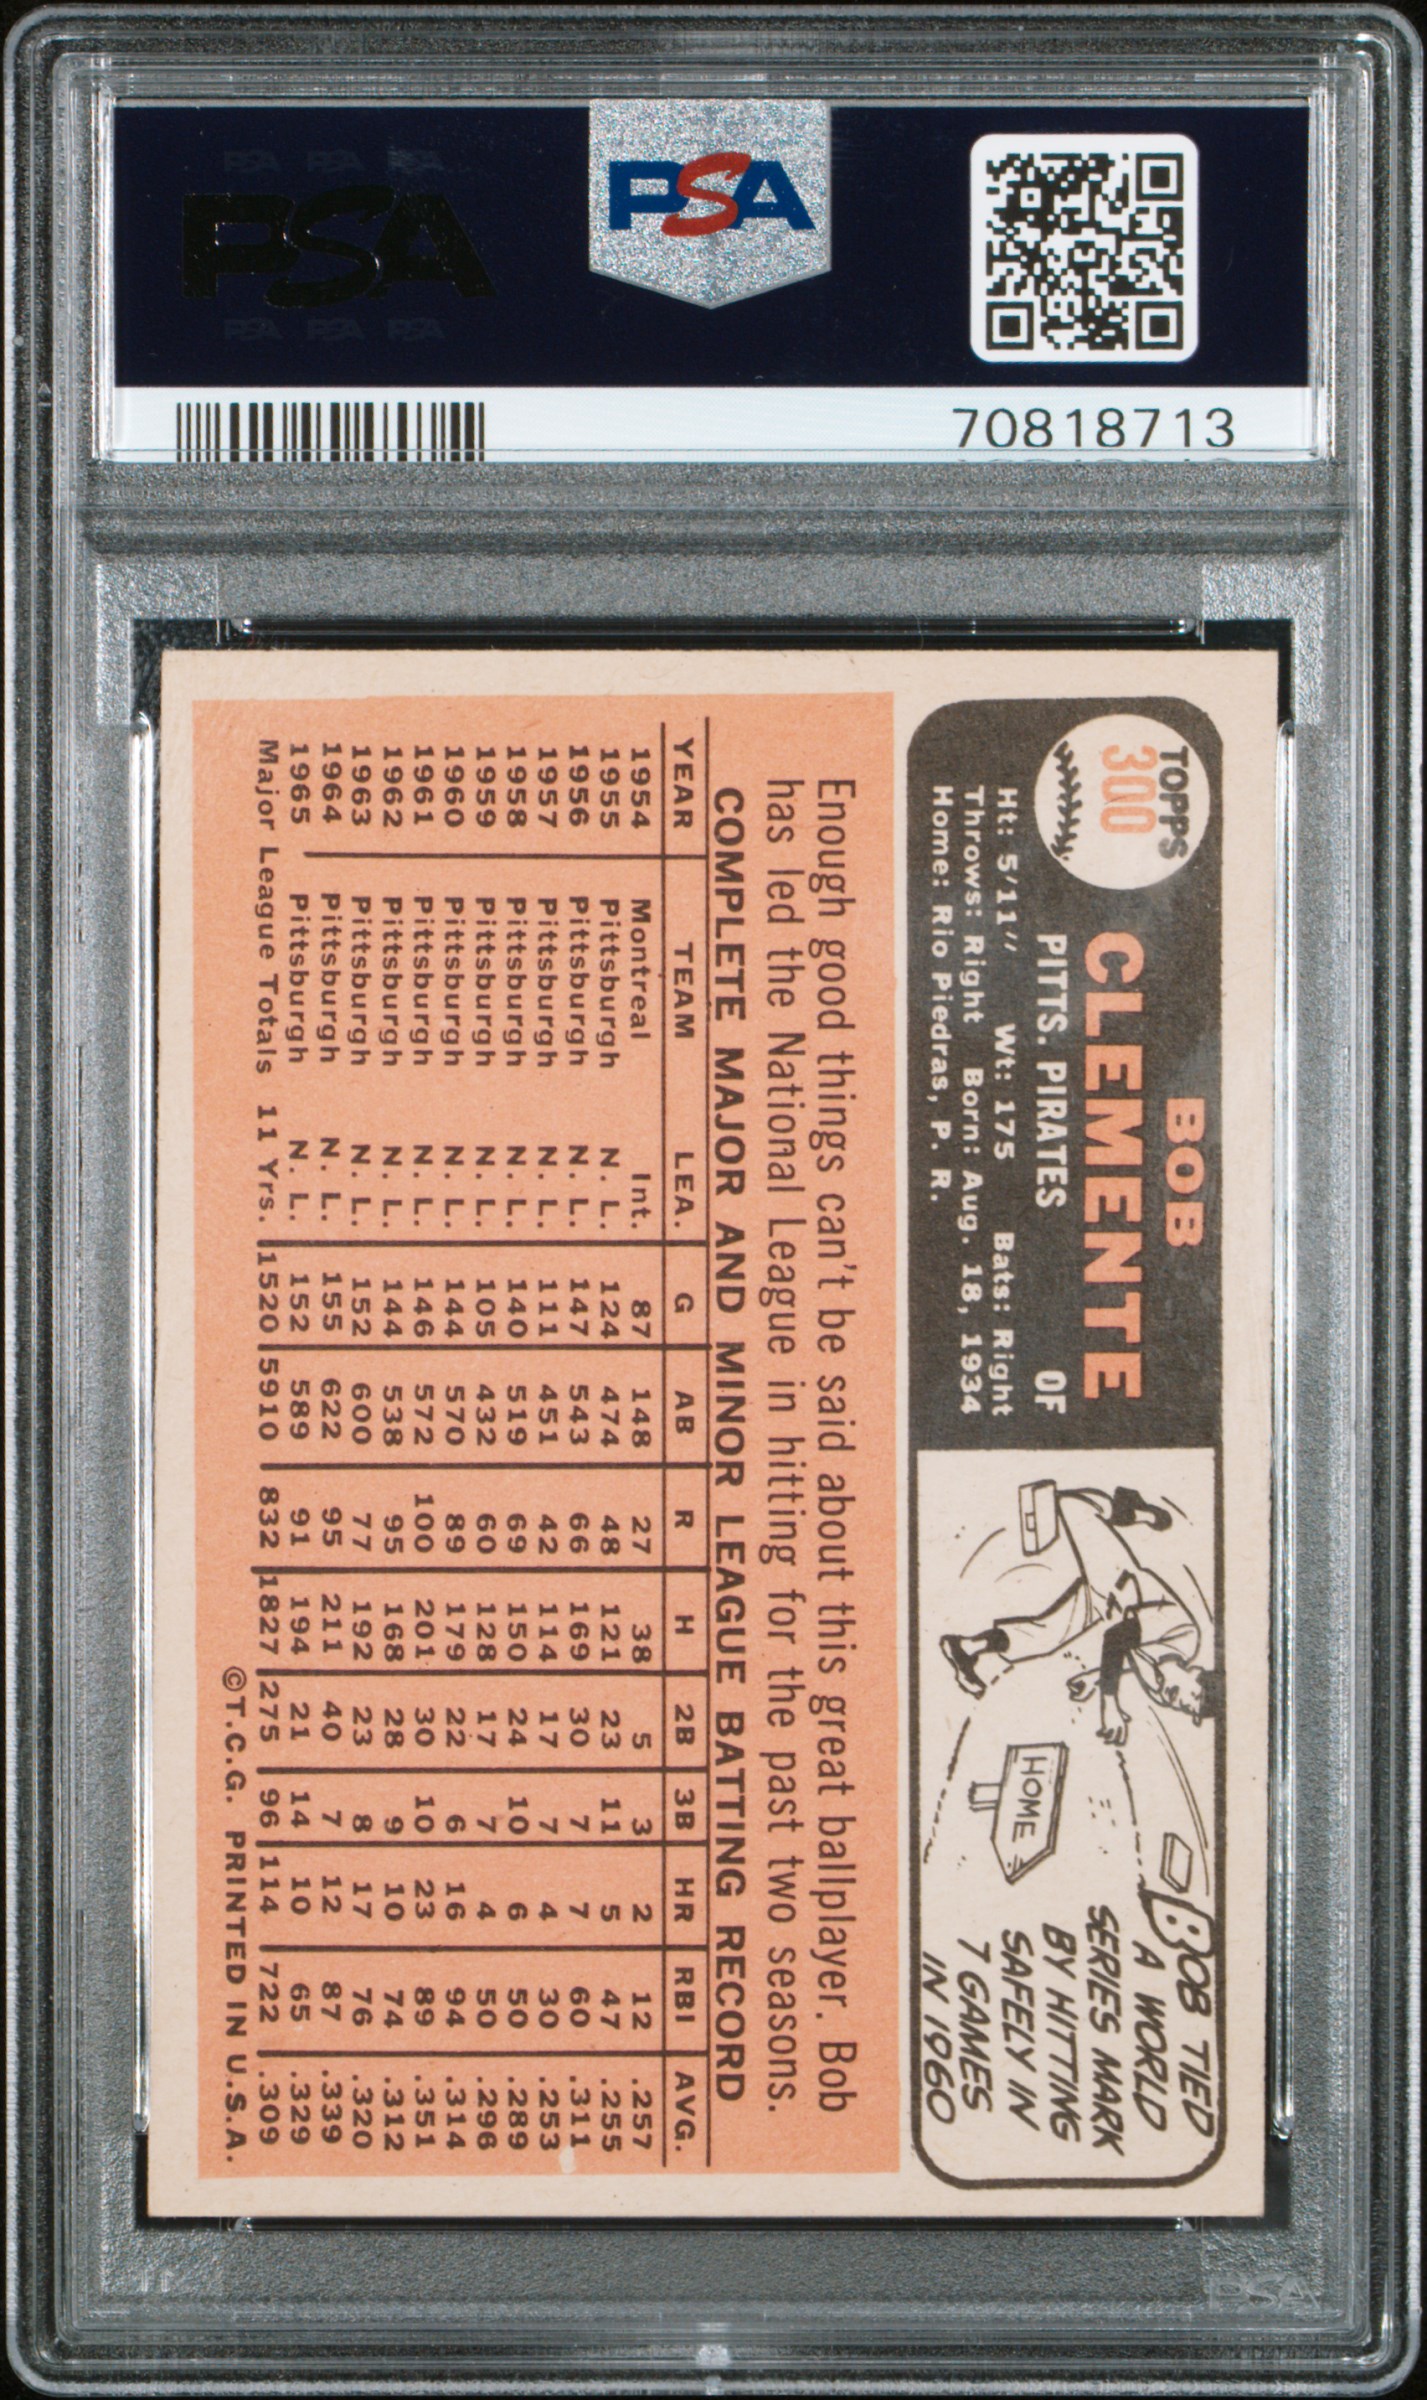 PSA PSA PSA
PSA
PSA PSA PSA
PSA
70818713
TOPPS
300
BOB
CLEMENTE
PITTS. PIRATES OF
Ht: 5'11" Wt: 175 Bats: Right
Throws: Right Born: Aug. 18, 1934
Home: Rio Piedras, P. R.
BOB TIED
A WORLD
SERIES MARK
BY HITTING
SAFELY IN
7 GAMES
IN 1960
HOME
Enough good things can't be said about this great ballplayer. Bob
has led the National League in hitting for the past two seasons.
COMPLETE MAJOR AND MINOR LEAGUE BATTING RECORD
YEAR TEAM LEA. G AB R H 2B 3B HR RBI AVG.
1954 Montreal Int. 87 148 27 38 5 3 2 12 .257
1955 Pittsburgh N. L. 124 474 48 121 23 11 5 47 .255
1956 Pittsburgh N. L. 147 543 66 169 30 7 7 60 .311
1957 Pittsburgh N. L. 111 451 42 114 17 7 4 30 .253
1958 Pittsburgh N. L. 140 519 69 150 24 10 6 50 .289
1959 Pittsburgh N. L. 105 432 60 128 17 7 4 50 .296
1960 Pittsburgh N. L. 144 570 89 179 22 6 16 94 .314
1961 Pittsburgh N. L. 146 572 100 201 30 10 23 89 .351
1962 Pittsburgh N. L. 144 538 95 168 28 9 10 74 .312
1963 Pittsburgh N. L. 152 600 77 192 23 8 17 76 .320
1964 Pittsburgh N. L. 155 622 95 211 40 7 12 87 .339
1965 Pittsburgh N. L. 152 589 91 194 21 14 10 65 .329
Major League Totals 11 Yrs. 1520 5910 832 1827 275 96 114 722 .309
©T.C.G. PRINTED IN U.S.A.
PSA